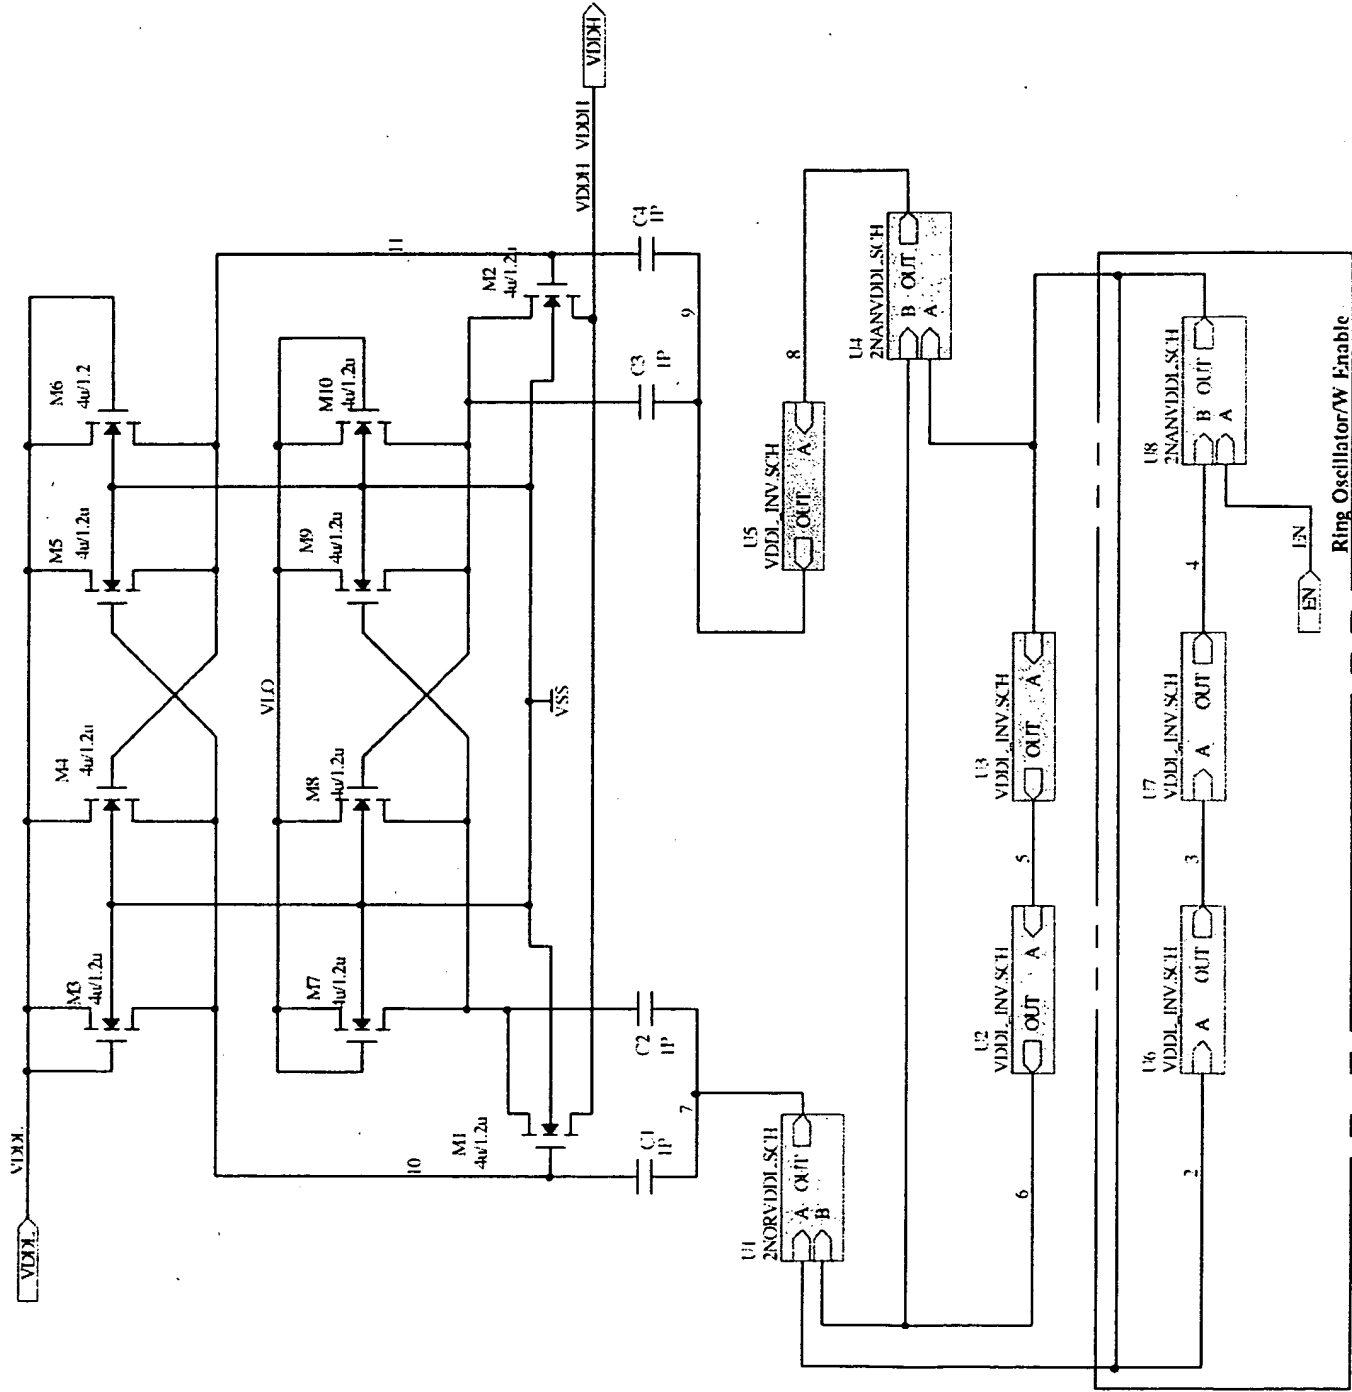 VDDL
VDDL
M3
4u/1.2u
M4
4u/1.2u
M5
4u/1.2u
M6
4u/1.2
VLO
M7
4u/1.2u
M8
4u/1.2u
M9
4u/1.2u
M10
4u/1.2u
VSS
10
11
M1
4u/1.2u
M2
4u/1.2u
VDDH VDDH
VDDH
C1
1P
C2
1P
C3
1P
C4
1P
7
9
8
U1
2NORVDDL.SCH
A OUT
B
U5
VDDL_INV.SCH
OUT A
U4
2NANVDDL.SCH
B OUT
A
U2
VDDL_INV.SCH
OUT A
5
6
U3
VDDL_INV.SCH
OUT A
U6
VDDL_INV.SCH
A OUT
2
3
U7
VDDL_INV.SCH
A OUT
4
U8
2NANVDDL.SCH
B OUT
A
EN
EN
Ring Oscillator/W Enable